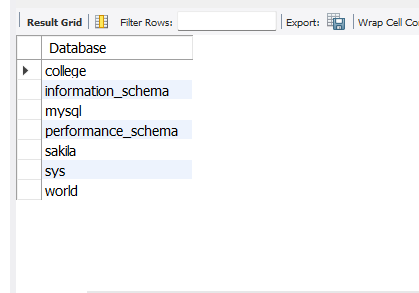 Result Grid Filter Rows: Export: Wrap Cell Co
Database
college
information_schema
mysql
performance_schema
sakila
sys
world